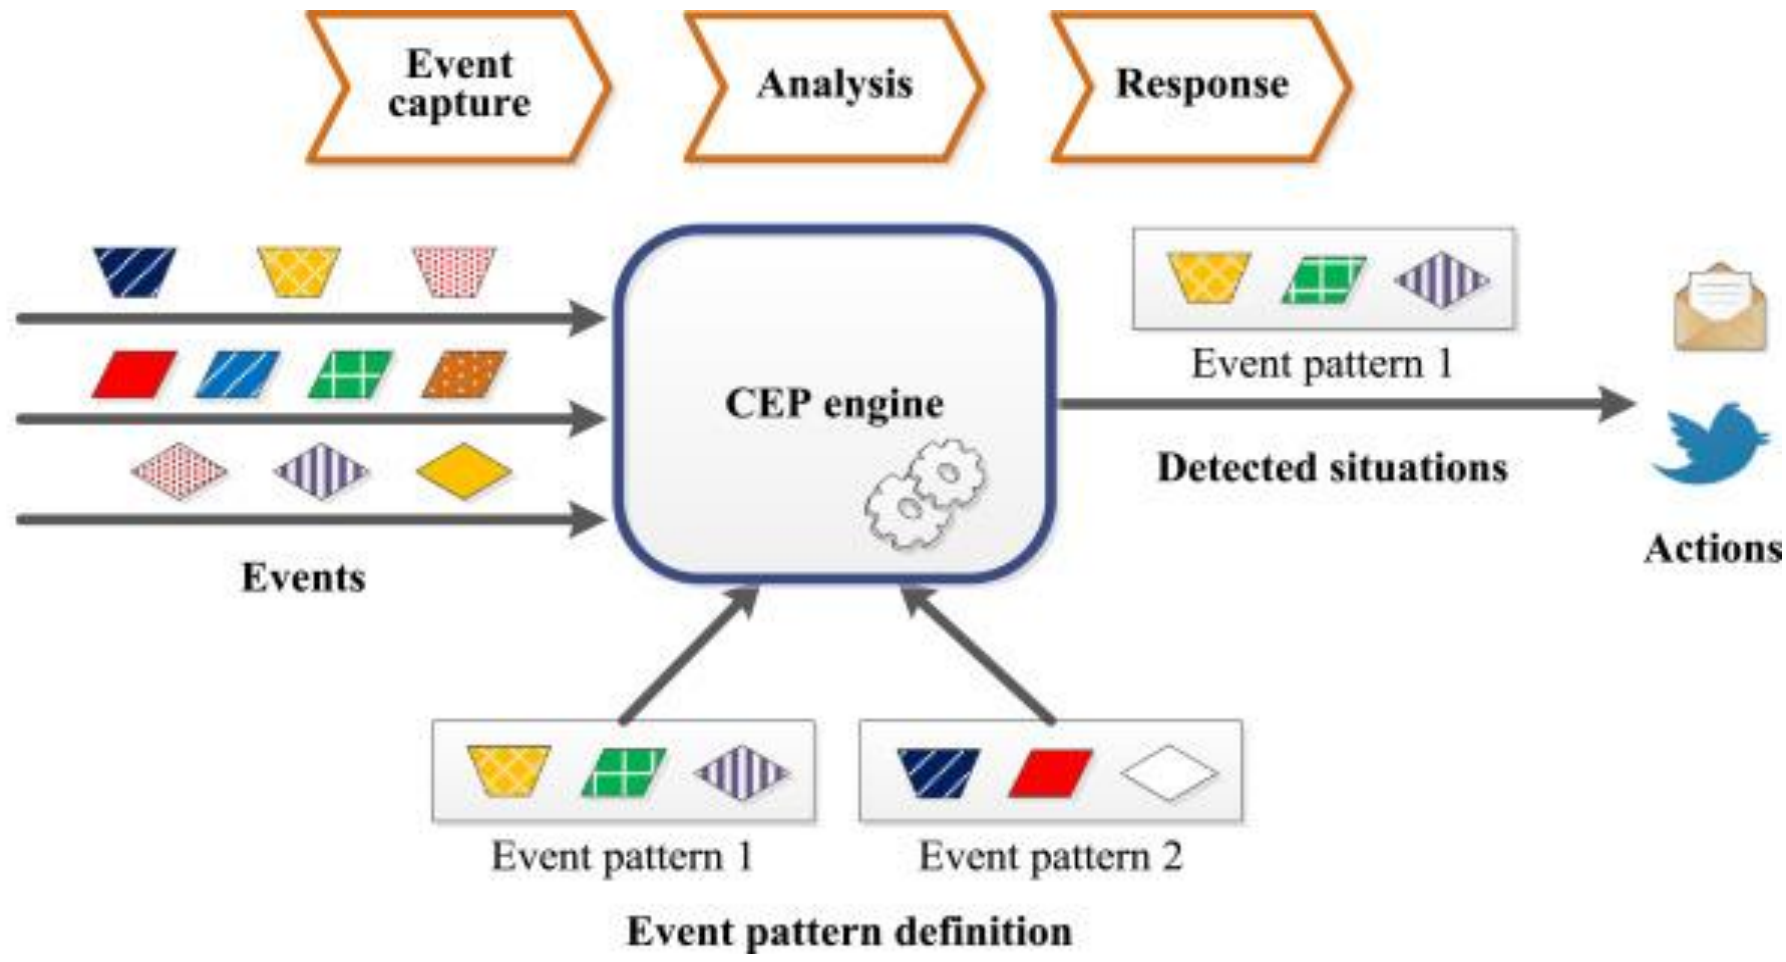 Event
capture
Analysis
Response
Event pattern 1
CEP engine
Detected situations
Events
Actions
Event pattern 1
Event pattern 2
Event pattern definition